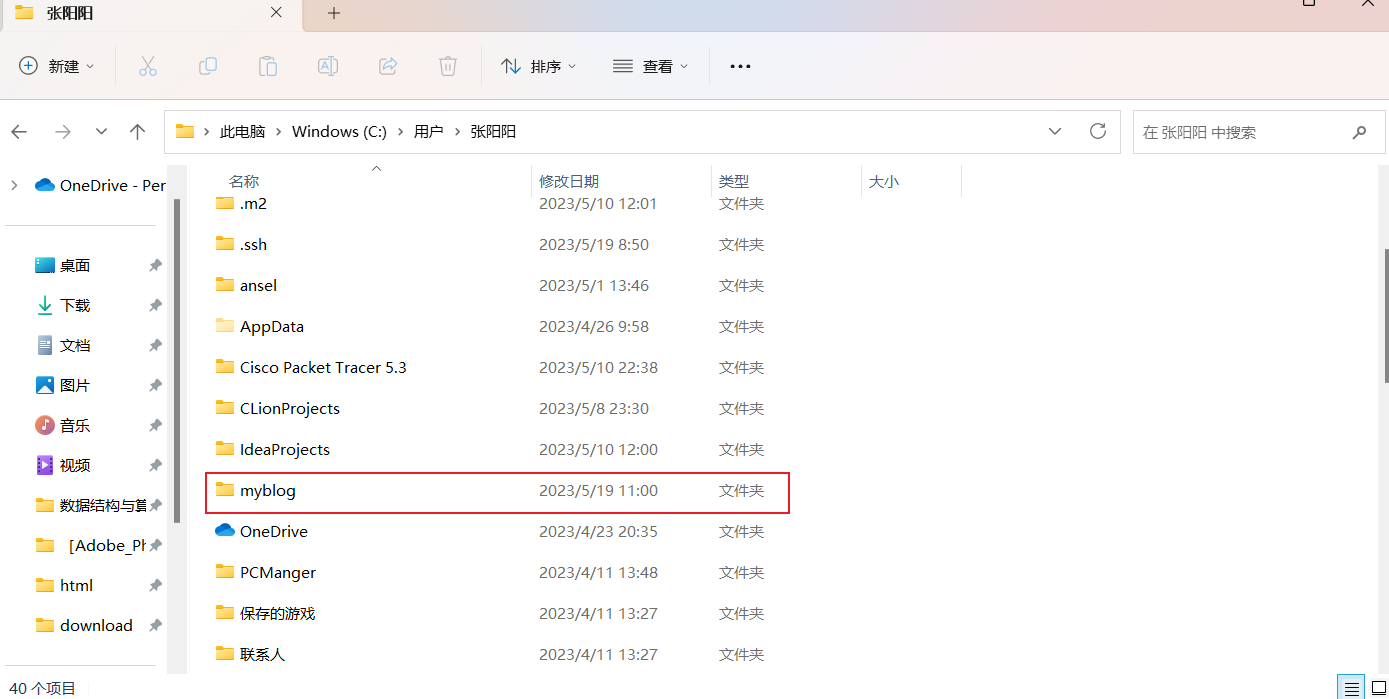 张阳阳
新建
排序
查看
此电脑 > Windows (C:) > 用户 > 张阳阳
在 张阳阳 中搜索
OneDrive - Per
桌面
下载
文档
图片
音乐
视频
数据结构与算
[Adobe_Ph
html
download
名称 修改日期 类型 大小
.m2 2023/5/10 12:01 文件夹
.ssh 2023/5/19 8:50 文件夹
ansel 2023/5/1 13:46 文件夹
AppData 2023/4/26 9:58 文件夹
Cisco Packet Tracer 5.3 2023/5/10 22:38 文件夹
CLionProjects 2023/5/8 23:30 文件夹
IdeaProjects 2023/5/10 12:00 文件夹
myblog 2023/5/19 11:00 文件夹
OneDrive 2023/4/23 20:35 文件夹
PCManger 2023/4/11 13:48 文件夹
保存的游戏 2023/4/11 13:27 文件夹
联系人 2023/4/11 13:27 文件夹
40 个项目